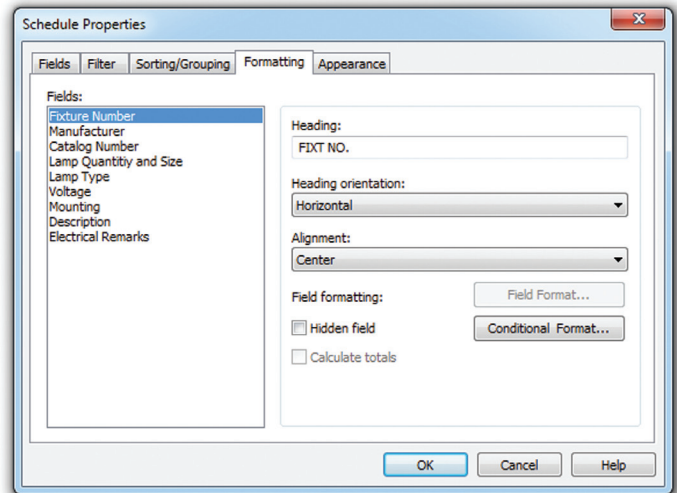 Schedule Properties
Fields Filter Sorting/Grouping Formatting Appearance
Fields:
Fixture Number
Manufacturer
Catalog Number
Lamp Quantitiy and Size
Lamp Type
Voltage
Mounting
Description
Electrical Remarks
Heading:
FIXT NO.
Heading orientation:
Horizontal
Alignment:
Center
Field formatting:
Field Format...
Hidden field
Conditional Format...
Calculate totals
OK Cancel Help